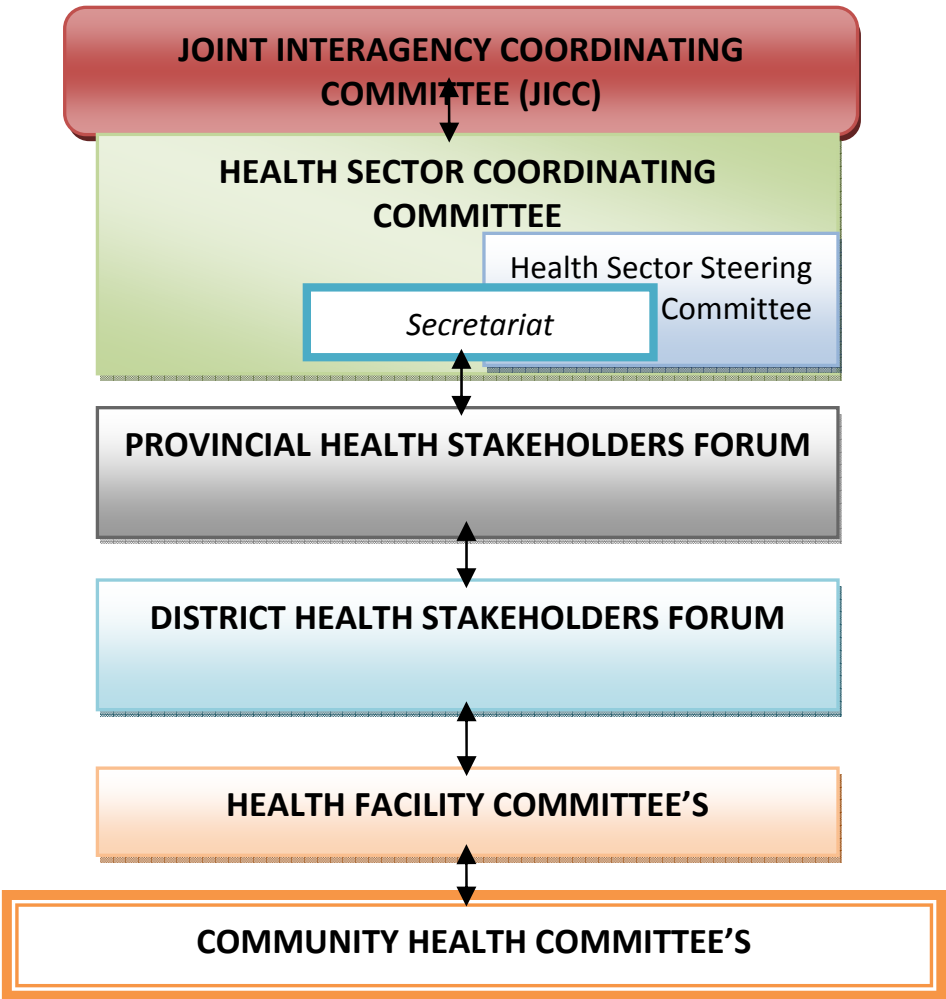 JOINT INTERAGENCY COORDINATING
COMMITTEE (JICC)
HEALTH SECTOR COORDINATING
COMMITTEE
Health Sector Steering
Committee
Secretariat
PROVINCIAL HEALTH STAKEHOLDERS FORUM
DISTRICT HEALTH STAKEHOLDERS FORUM
HEALTH FACILITY COMMITTEE’S
COMMUNITY HEALTH COMMITTEE’S